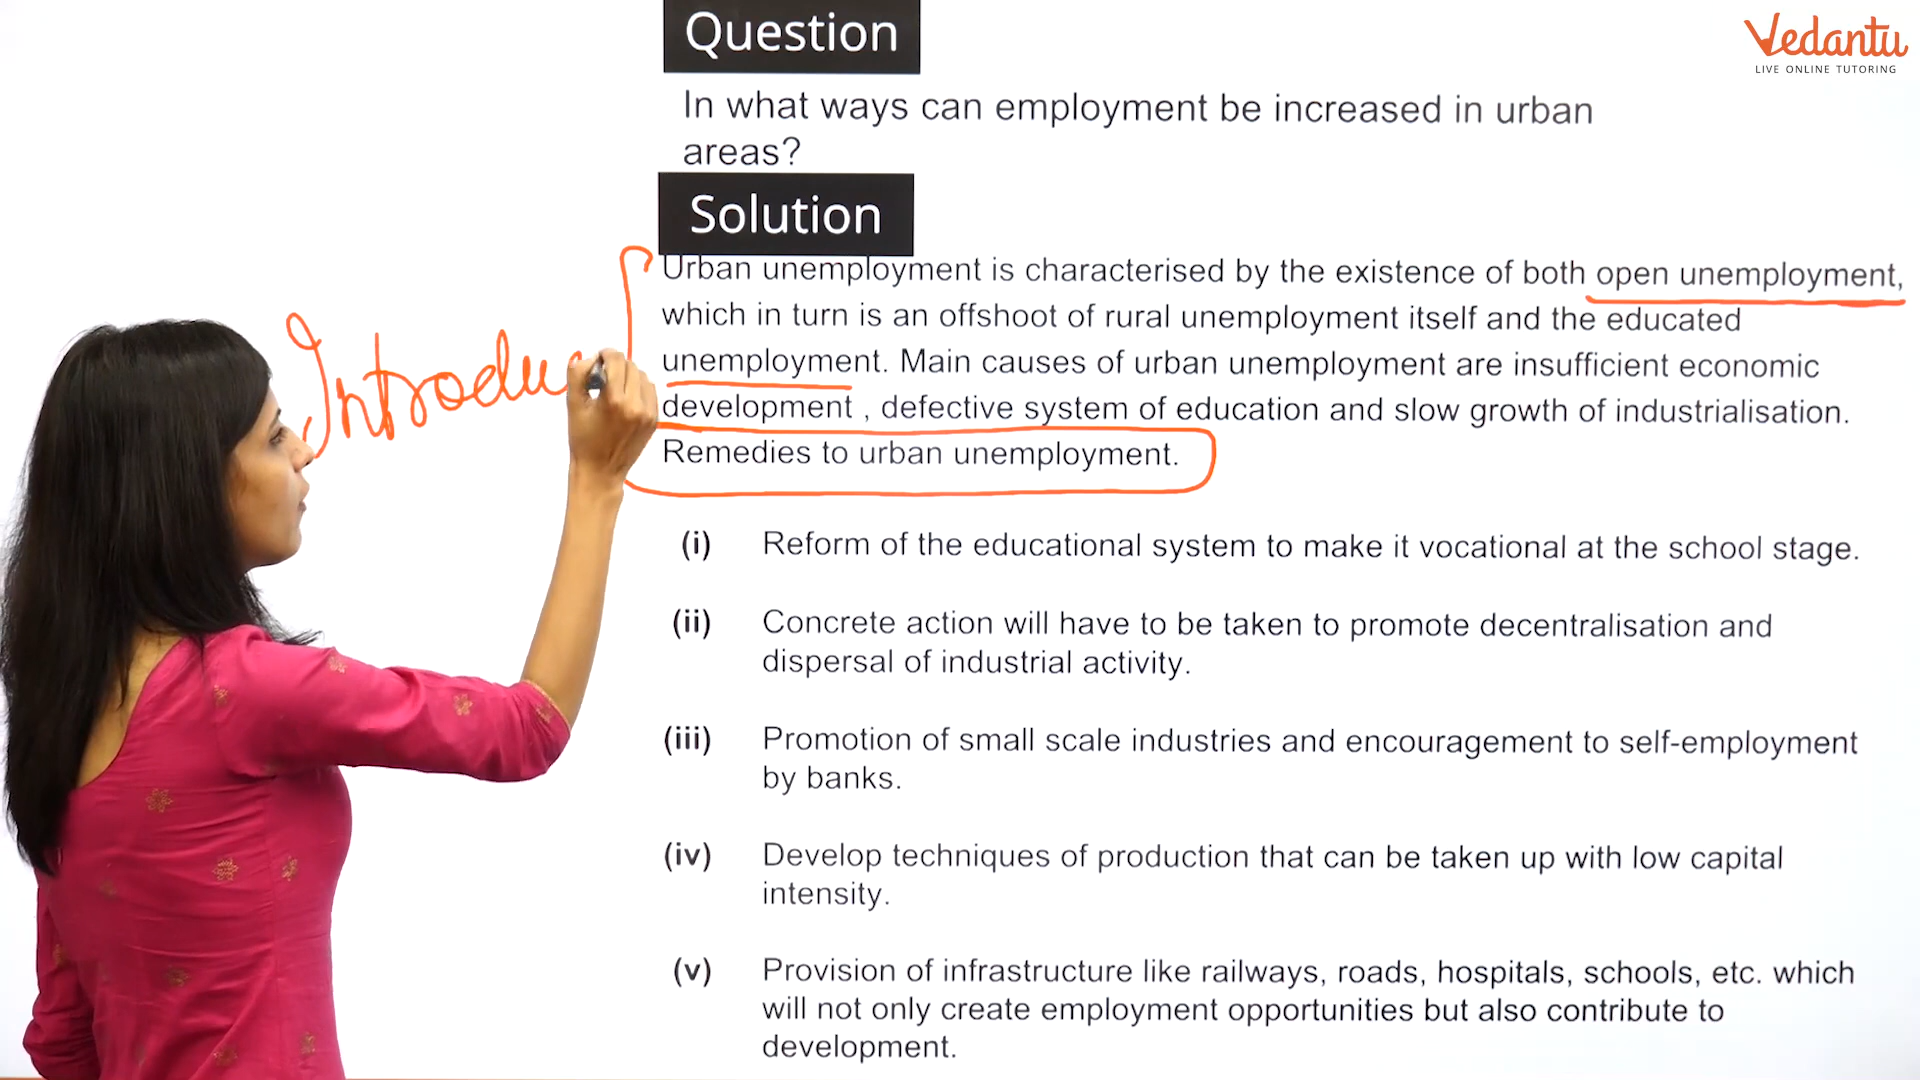 Question
Vedantu
LIVE ONLINE TUTORING
In what ways can employment be increased in urban
areas?
Solution
Urban unemployment is characterised by the existence of both open unemployment,
which in turn is an offshoot of rural unemployment itself and the educated
unemployment. Main causes of urban unemployment are insufficient economic
development , defective system of education and slow growth of industrialisation.
Remedies to urban unemployment.
Introduc
(i) Reform of the educational system to make it vocational at the school stage.
(ii) Concrete action will have to be taken to promote decentralisation and
dispersal of industrial activity.
(iii) Promotion of small scale industries and encouragement to self-employment
by banks.
(iv) Develop techniques of production that can be taken up with low capital
intensity.
(v) Provision of infrastructure like railways, roads, hospitals, schools, etc. which
will not only create employment opportunities but also contribute to
development.